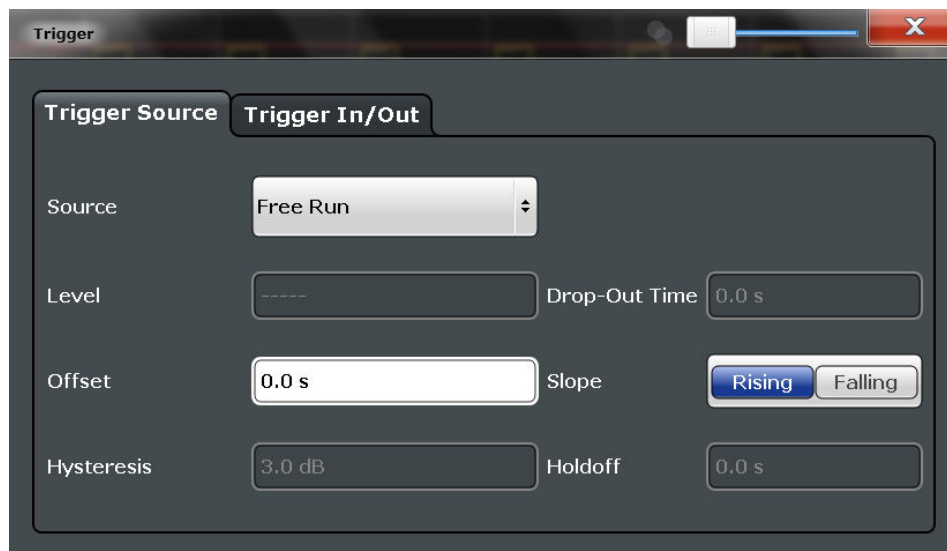 Trigger
X
Trigger Source
Trigger In/Out
Source
Free Run
Level
-----
Drop-Out Time
0.0 s
Offset
0.0 s
Slope
Rising
Falling
Hysteresis
3.0 dB
Holdoff
0.0 s